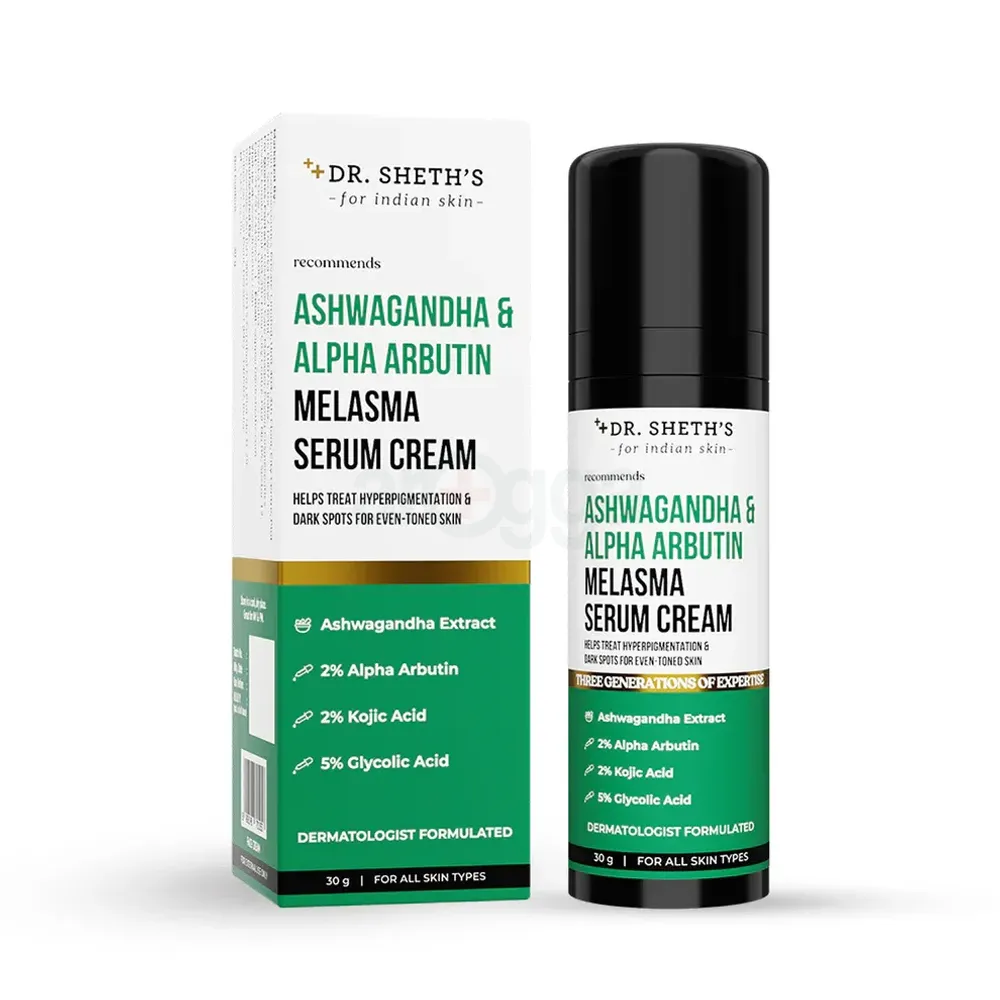 DR. SHETH'S
-for indian skin-
recommends
ASHWAGANDHA &
ALPHA ARBUTIN
MELASMA
SERUM CREAM
HELPS TREAT HYPERPIGMENTATION &
DARK SPOTS FOR EVEN-TONED SKIN
Ashwagandha Extract
2% Alpha Arbutin
2% Kojic Acid
5% Glycolic Acid
DERMATOLOGIST FORMULATED
30 g | FOR ALL SKIN TYPES
DR. SHETH'S
-for indian skin-
recommends
ASHWAGANDHA &
ALPHA ARBUTIN
MELASMA
SERUM CREAM
HELPS TREAT HYPERPIGMENTATION &
DARK SPOTS FOR EVEN-TONED SKIN
THREE GENERATIONS OF EXPERTISE
Ashwagandha Extract
2% Alpha Arbutin
2% Kojic Acid
5% Glycolic Acid
DERMATOLOGIST FORMULATED
30 g | FOR ALL SKIN TYPES